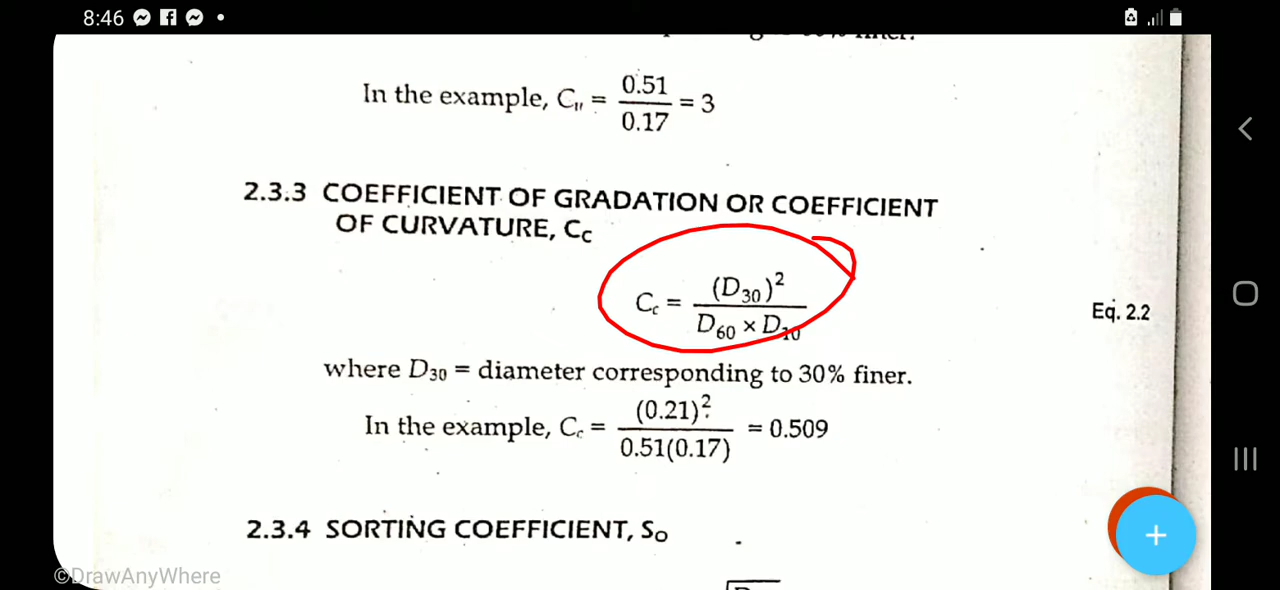 8:46
In the example, Cᵤ = 0.51 / 0.17 = 3
2.3.3 COEFFICIENT OF GRADATION OR COEFFICIENT
OF CURVATURE, Cc
Cc = (D30)² / D60 × D10
Eq. 2.2
where D30 = diameter corresponding to 30% finer.
In the example, Cc = (0.21)² / 0.51(0.17) = 0.509
2.3.4 SORTING COEFFICIENT, So
©DrawAnyWhere